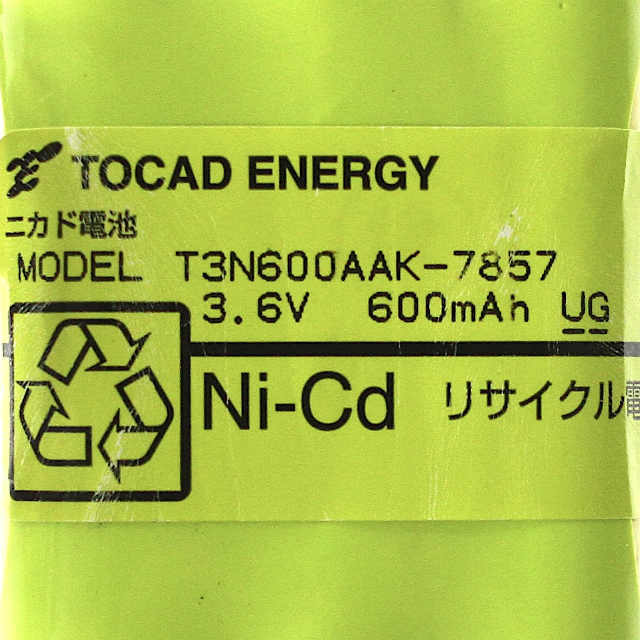 TOCAD ENERGY
ニカド電池
MODEL T3N600AAK-7857
3.6V 600mAh UG
Ni-Cd リサイクル電